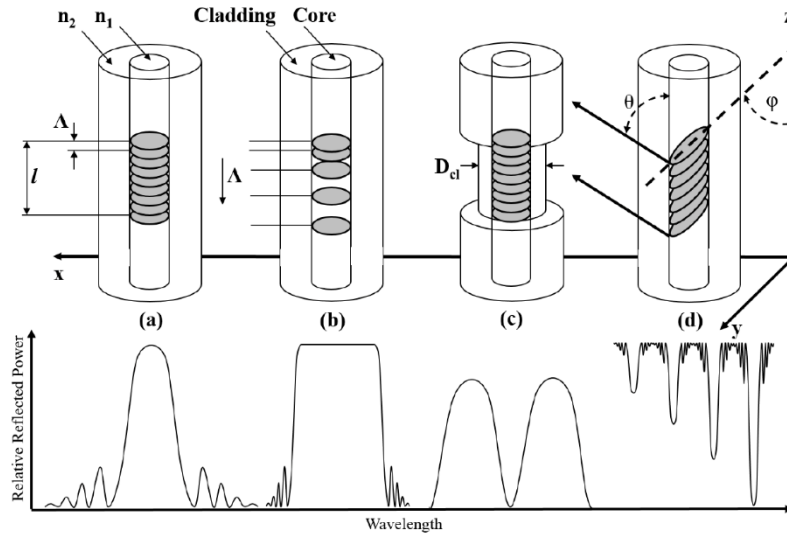 n2 n1 Cladding Core z
Λ θ φ
l Λ Dcl
x
(a) (b) (c) (d)
y
Relative Reflected Power
Wavelength